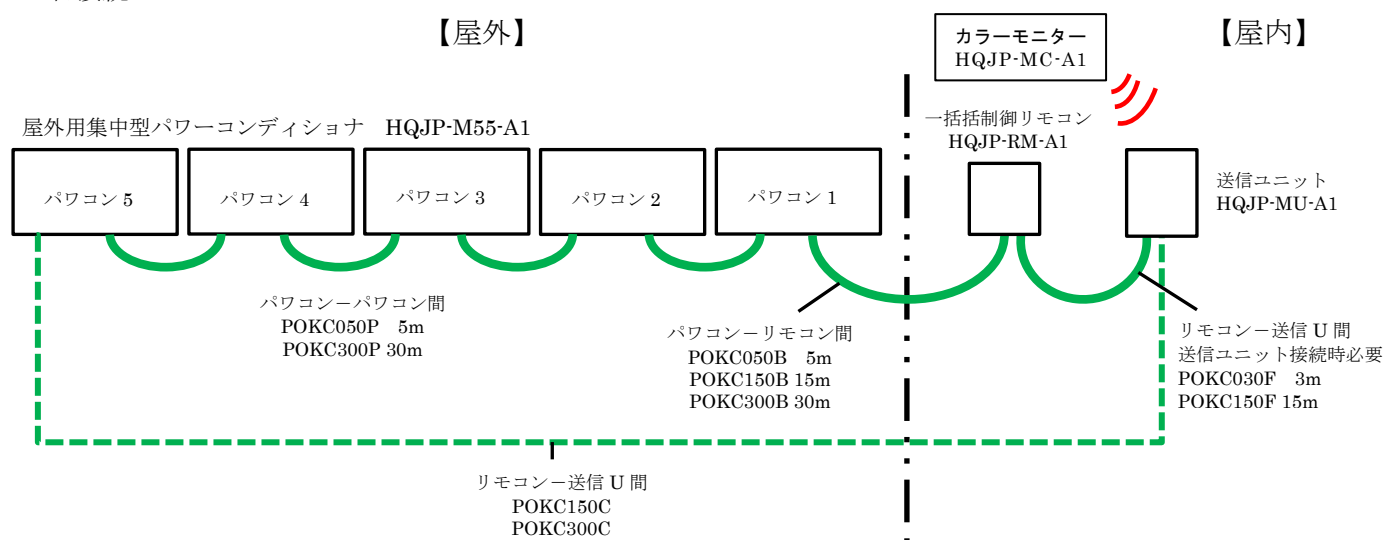 【屋外】
カラーモニター
HQJP-MC-A1
【屋内】
屋外用集中型パワーコンディショナ HQJP-M55-A1
一括括制御リモコン
HQJP-RM-A1
パワコン 5
パワコン 4
パワコン 3
パワコン 2
パワコン 1
送信ユニット
HQJP-MU-A1
パワコン－パワコン間
POKC050P 5m
POKC300P 30m
パワコン－リモコン間
POKC050B 5m
POKC150B 15m
POKC300B 30m
リモコン－送信 U 間
送信ユニット接続時必要
POKC030F 3m
POKC150F 15m
リモコン－送信 U 間
POKC150C
POKC300C